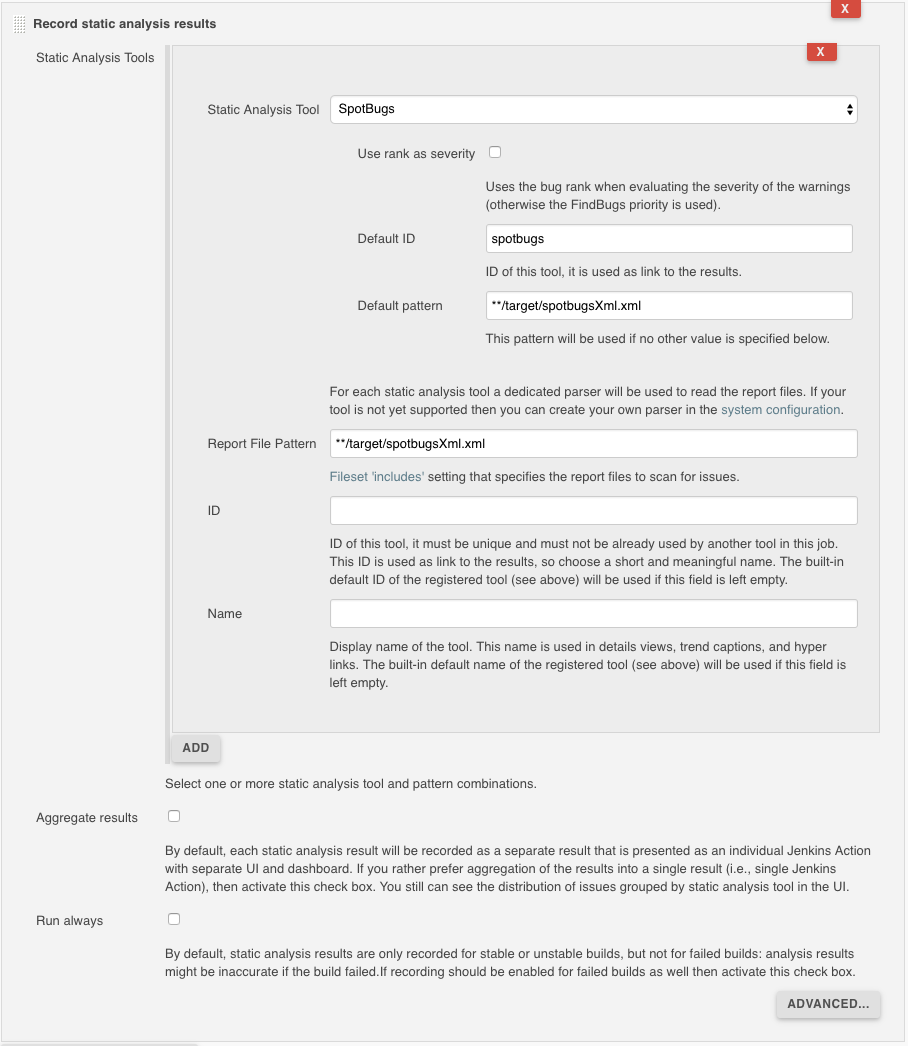 X
Record static analysis results
Static Analysis Tools
X
Static Analysis Tool
SpotBugs
Use rank as severity
Uses the bug rank when evaluating the severity of the warnings
(otherwise the FindBugs priority is used).
Default ID
spotbugs
ID of this tool, it is used as link to the results.
Default pattern
**/target/spotbugsXml.xml
This pattern will be used if no other value is specified below.
For each static analysis tool a dedicated parser will be used to read the report files. If your
tool is not yet supported then you can create your own parser in the system configuration.
Report File Pattern
**/target/spotbugsXml.xml
Fileset 'includes' setting that specifies the report files to scan for issues.
ID
ID of this tool, it must be unique and must not be already used by another tool in this job.
This ID is used as link to the results, so choose a short and meaningful name. The built-in
default ID of the registered tool (see above) will be used if this field is left empty.
Name
Display name of the tool. This name is used in details views, trend captions, and hyper
links. The built-in default name of the registered tool (see above) will be used if this field is
left empty.
ADD
Select one or more static analysis tool and pattern combinations.
Aggregate results
By default, each static analysis result will be recorded as a separate result that is presented as an individual Jenkins Action
with separate UI and dashboard. If you rather prefer aggregation of the results into a single result (i.e., single Jenkins
Action), then activate this check box. You still can see the distribution of issues grouped by static analysis tool in the UI.
Run always
By default, static analysis results are only recorded for stable or unstable builds, but not for failed builds: analysis results
might be inaccurate if the build failed.If recording should be enabled for failed builds as well then activate this check box.
ADVANCED...